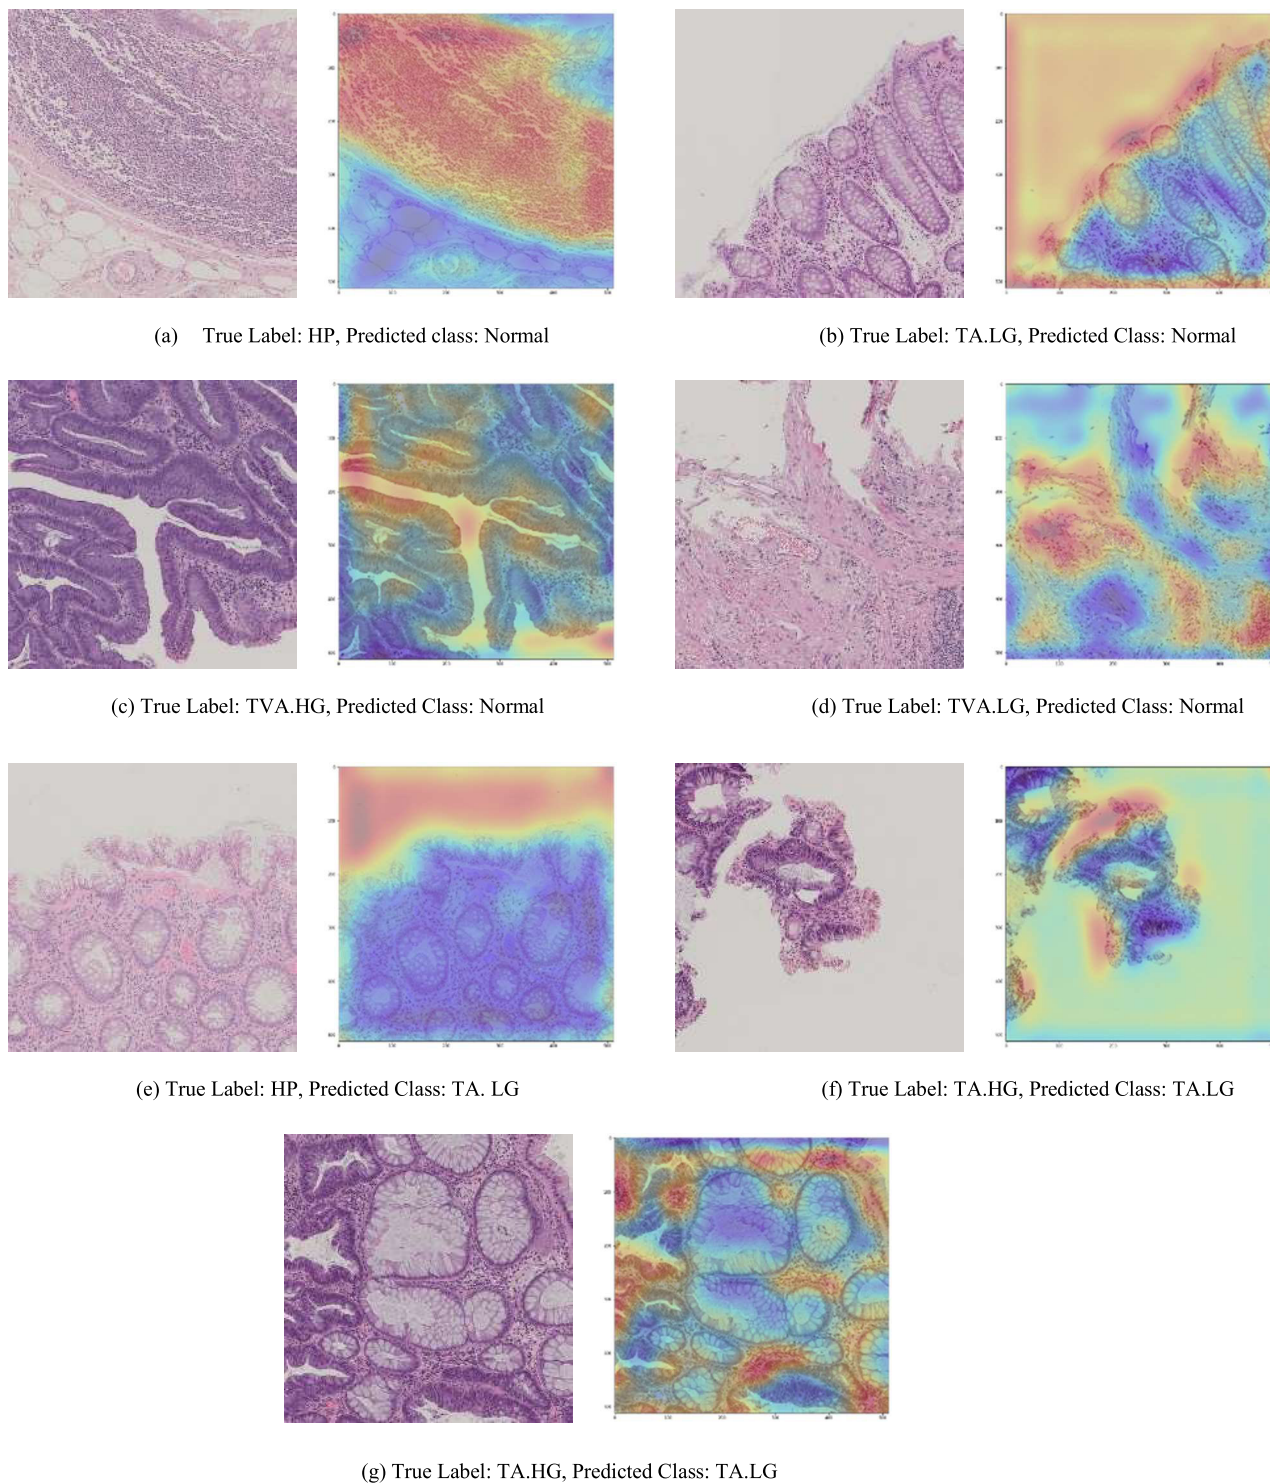 (a) True Label: HP, Predicted class: Normal
(b) True Label: TA.LG, Predicted Class: Normal
(c) True Label: TVA.HG, Predicted Class: Normal
(d) True Label: TVA.LG, Predicted Class: Normal
(e) True Label: HP, Predicted Class: TA. LG
(f) True Label: TA.HG, Predicted Class: TA.LG
(g) True Label: TA.HG, Predicted Class: TA.LG